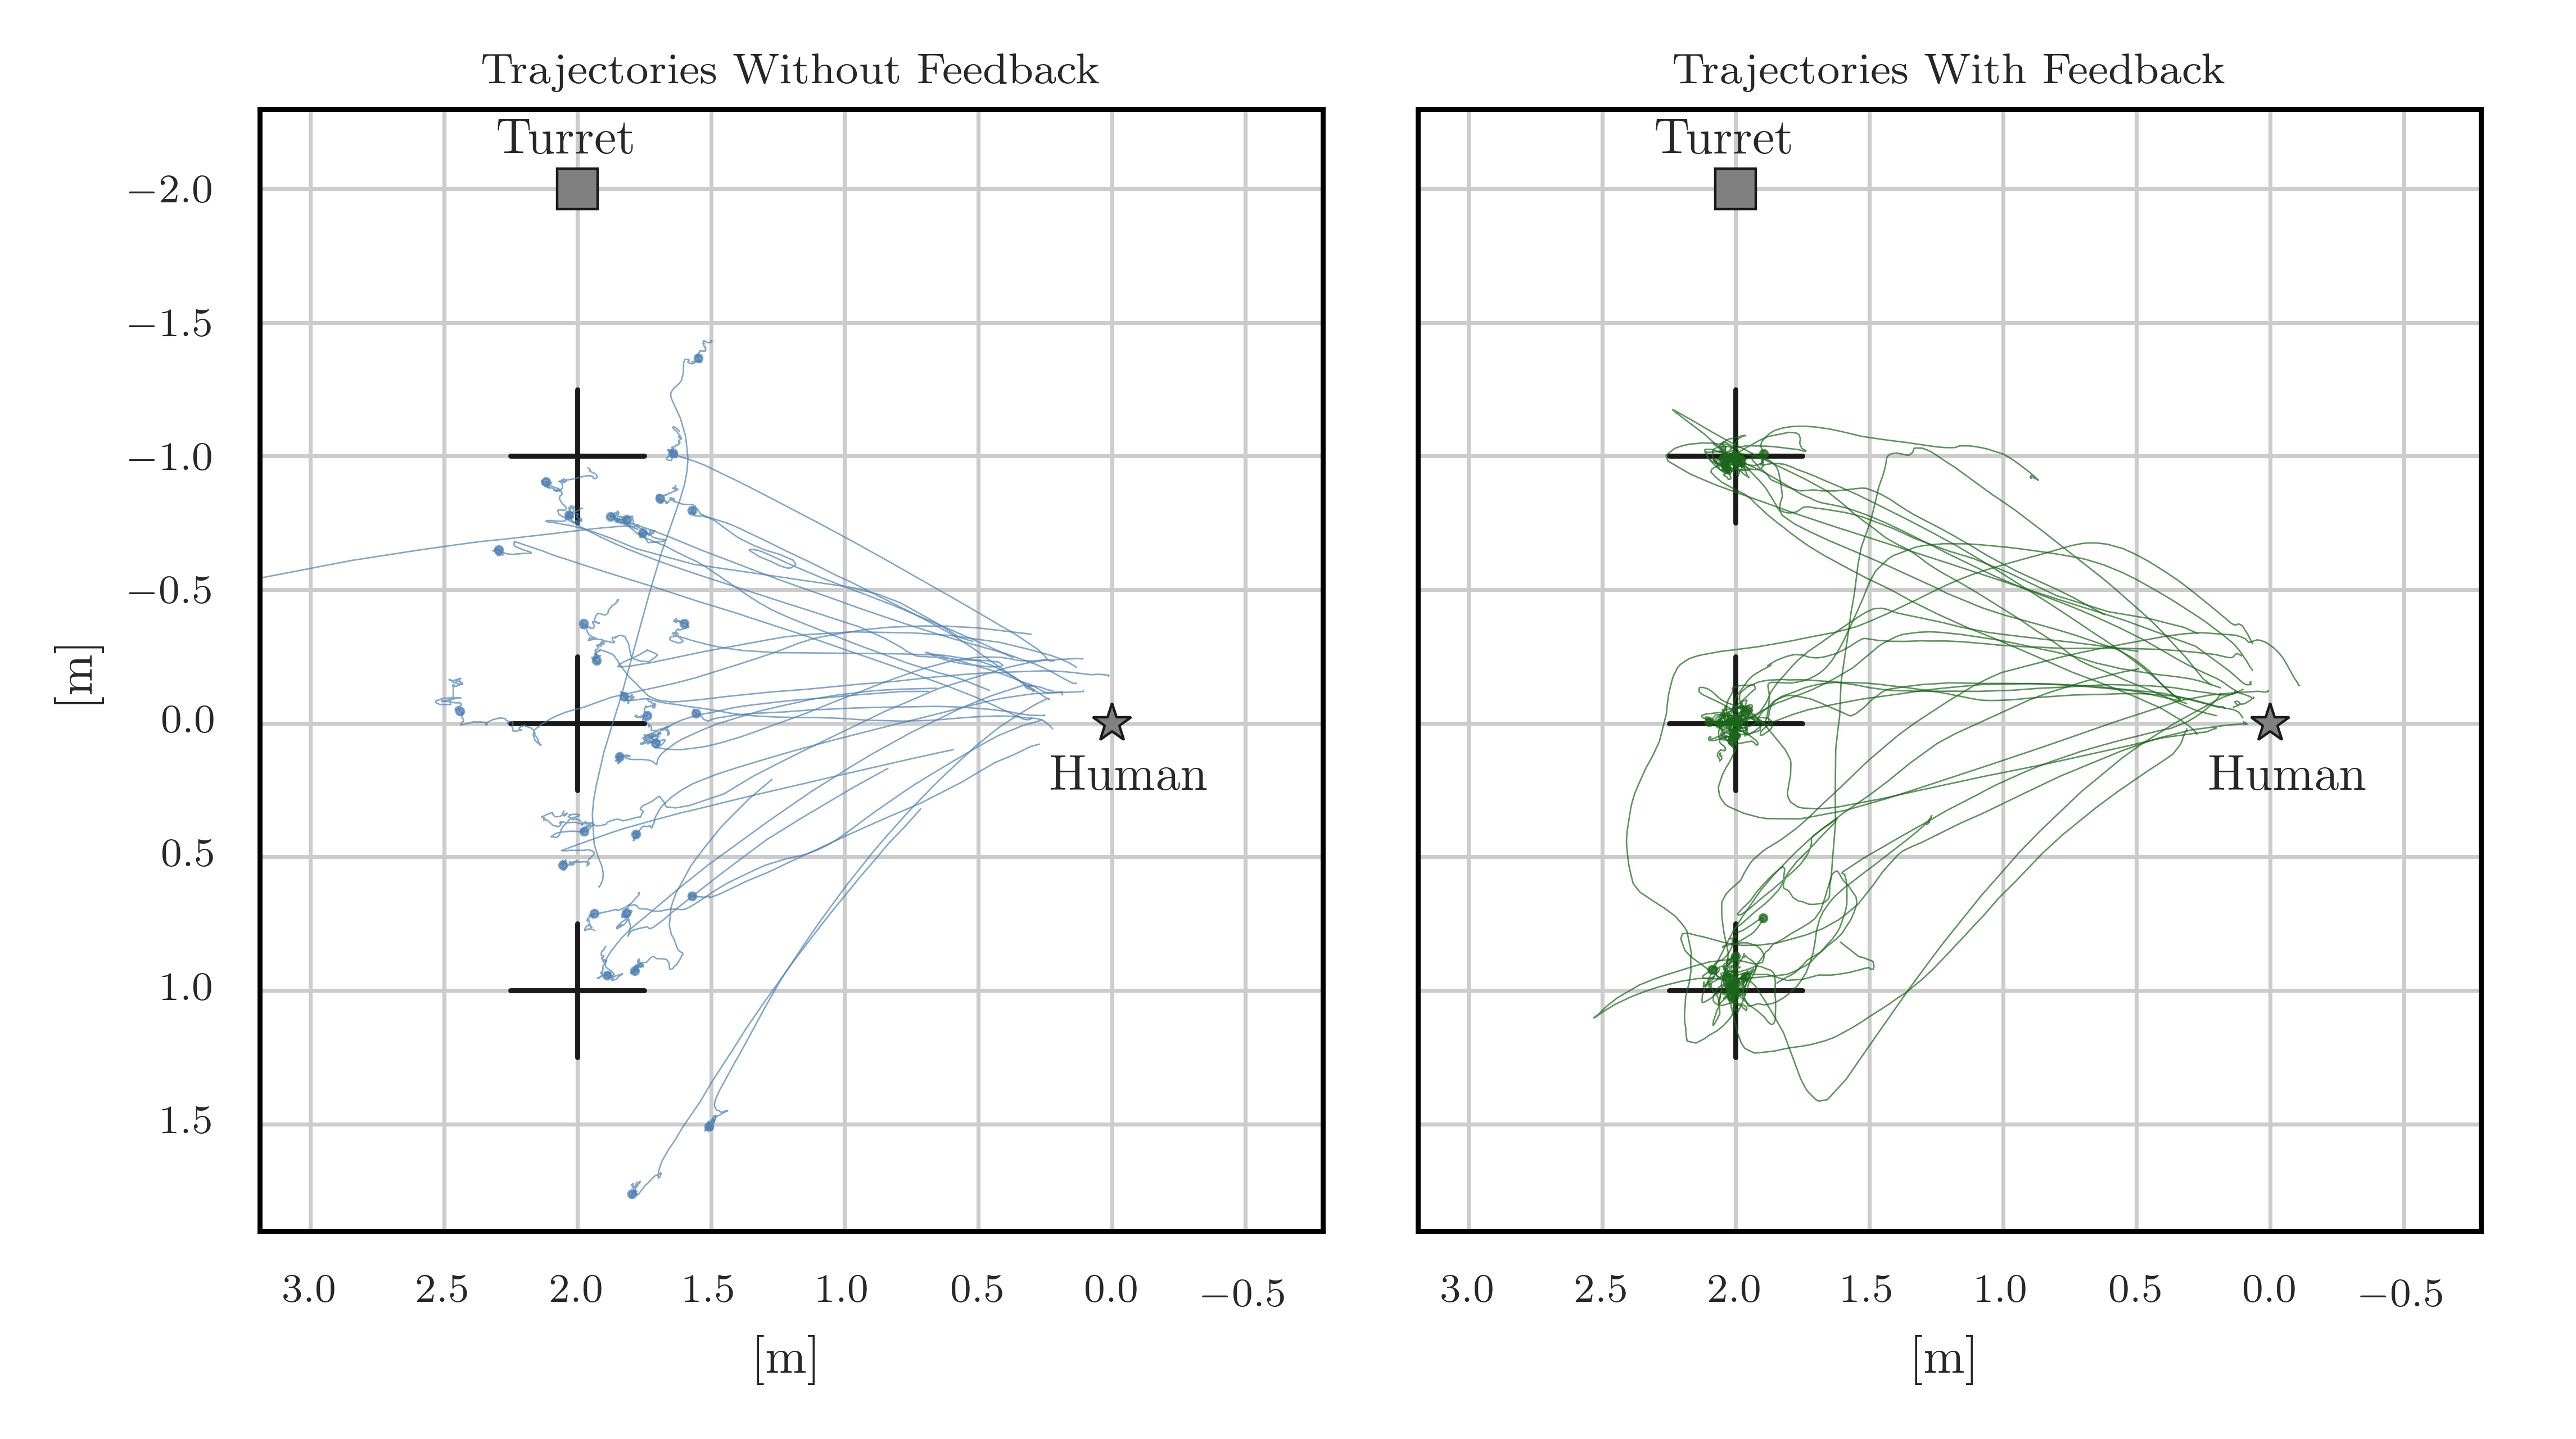 Trajectories Without Feedback
Trajectories With Feedback
Turret
Turret
−2.0
−1.5
−1.0
−0.5
0.0
0.5
1.0
1.5
[m]
Human
Human
3.0 2.5 2.0 1.5 1.0 0.5 0.0 −0.5
3.0 2.5 2.0 1.5 1.0 0.5 0.0 −0.5
[m]
[m]